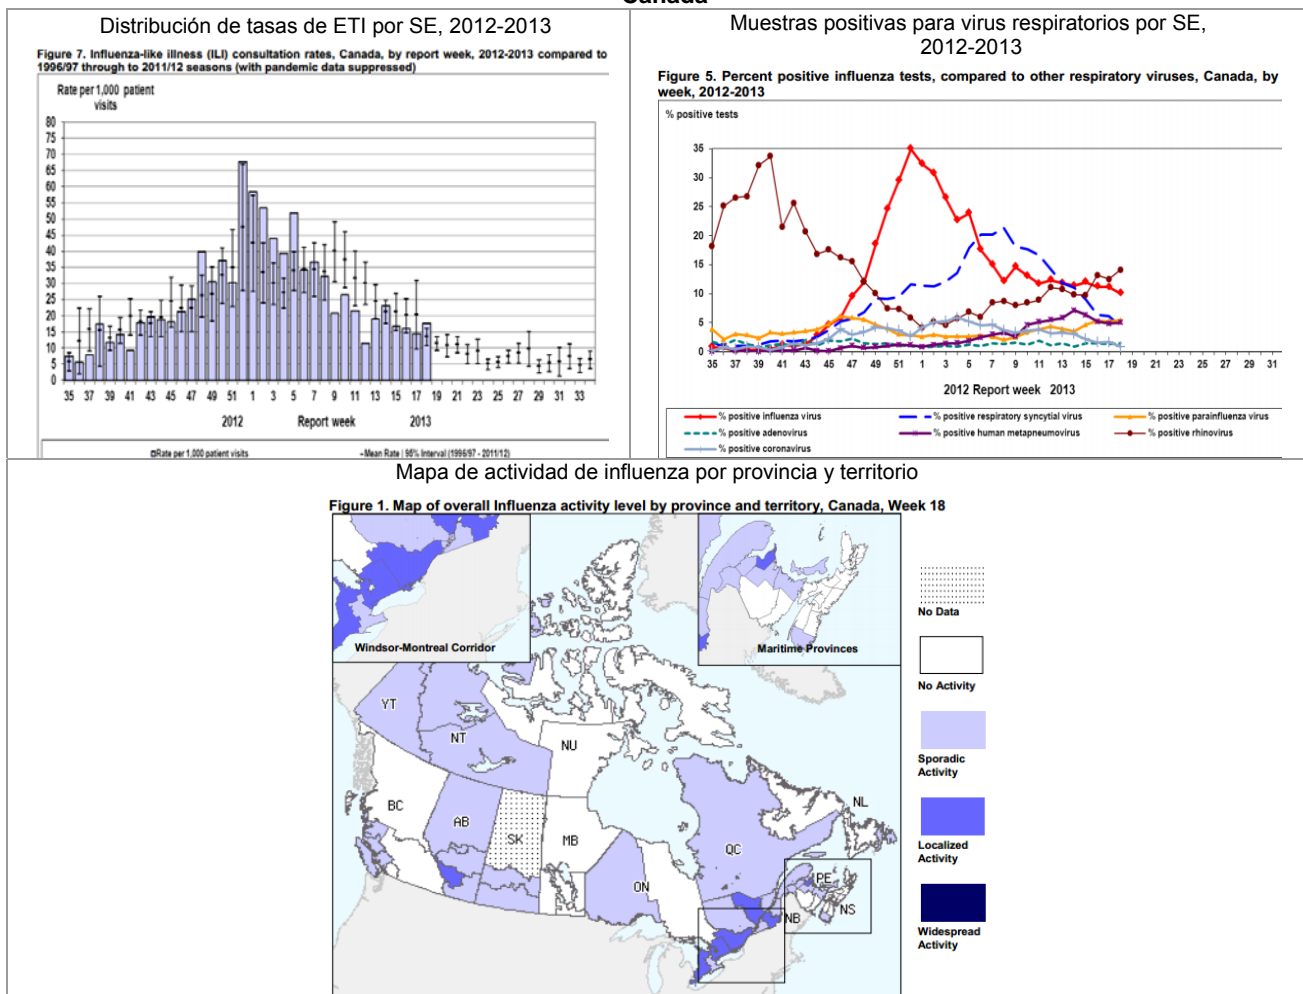 Canada
Distribución de tasas de ETI por SE, 2012-2013
Figure 7. Influenza-like illness (ILI) consultation rates, Canada, by report week, 2012-2013 compared to
1996/97 through to 2011/12 seasons (with pandemic data suppressed)
Rate per 1,000 patient
visits
80
75
70
65
60
55
50
45
40
35
30
25
20
15
10
5
0
35 37 39 41 43 45 47 49 51 1 3 5 7 9 11 13 15 17 19 21 23 25 27 29 31 33
2012 Report week 2013
Rate per 1,000 patient visits
Mean Rate | 95% Interval (1996/97 - 2011/12)
Muestras positivas para virus respiratorios por SE,
2012-2013
Figure 5. Percent positive influenza tests, compared to other respiratory viruses, Canada, by
week, 2012-2013
% positive tests
35
30
25
20
15
10
5
0
35 37 39 41 43 45 47 49 51 1 3 5 7 9 11 13 15 17 19 21 23 25 27 29 31
2012 Report week 2013
% positive influenza virus
% positive respiratory syncytial virus
% positive parainfluenza virus
% positive adenovirus
% positive human metapneumovirus
% positive rhinovirus
% positive coronavirus
Mapa de actividad de influenza por provincia y territorio
Figure 1. Map of overall Influenza activity level by province and territory, Canada, Week 18
Windsor-Montreal Corridor
Maritime Provinces
YT
NT
NU
BC
AB
SK
MB
ON
QC
NL
PE
NB
NS
No Data
No Activity
Sporadic
Activity
Localized
Activity
Widespread
Activity